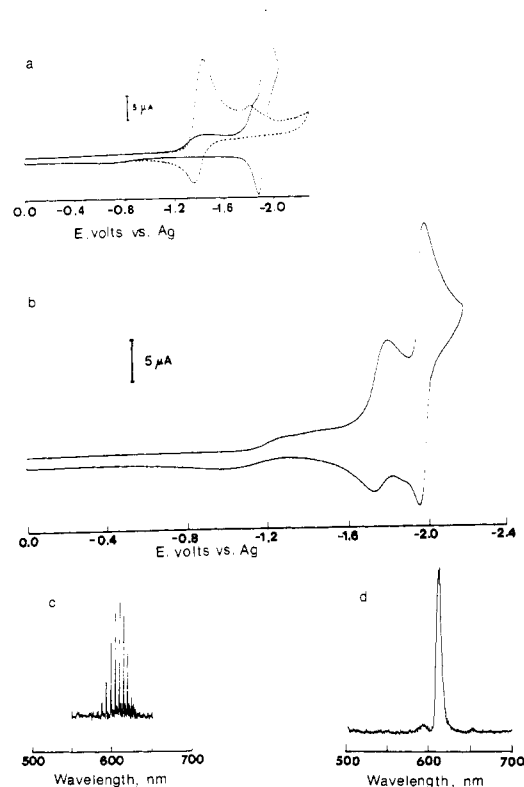 a
5 μA
0.0 -0.4 -0.8 -1.2 -1.6 -2.0
E. volts vs. Ag
b
5 μA
0.0 -0.4 -0.8 -1.2 -1.6 -2.0 -2.4
E. volts vs. Ag
c
d
500 600 700
Wavelength, nm
500 600 700
Wavelength, nm